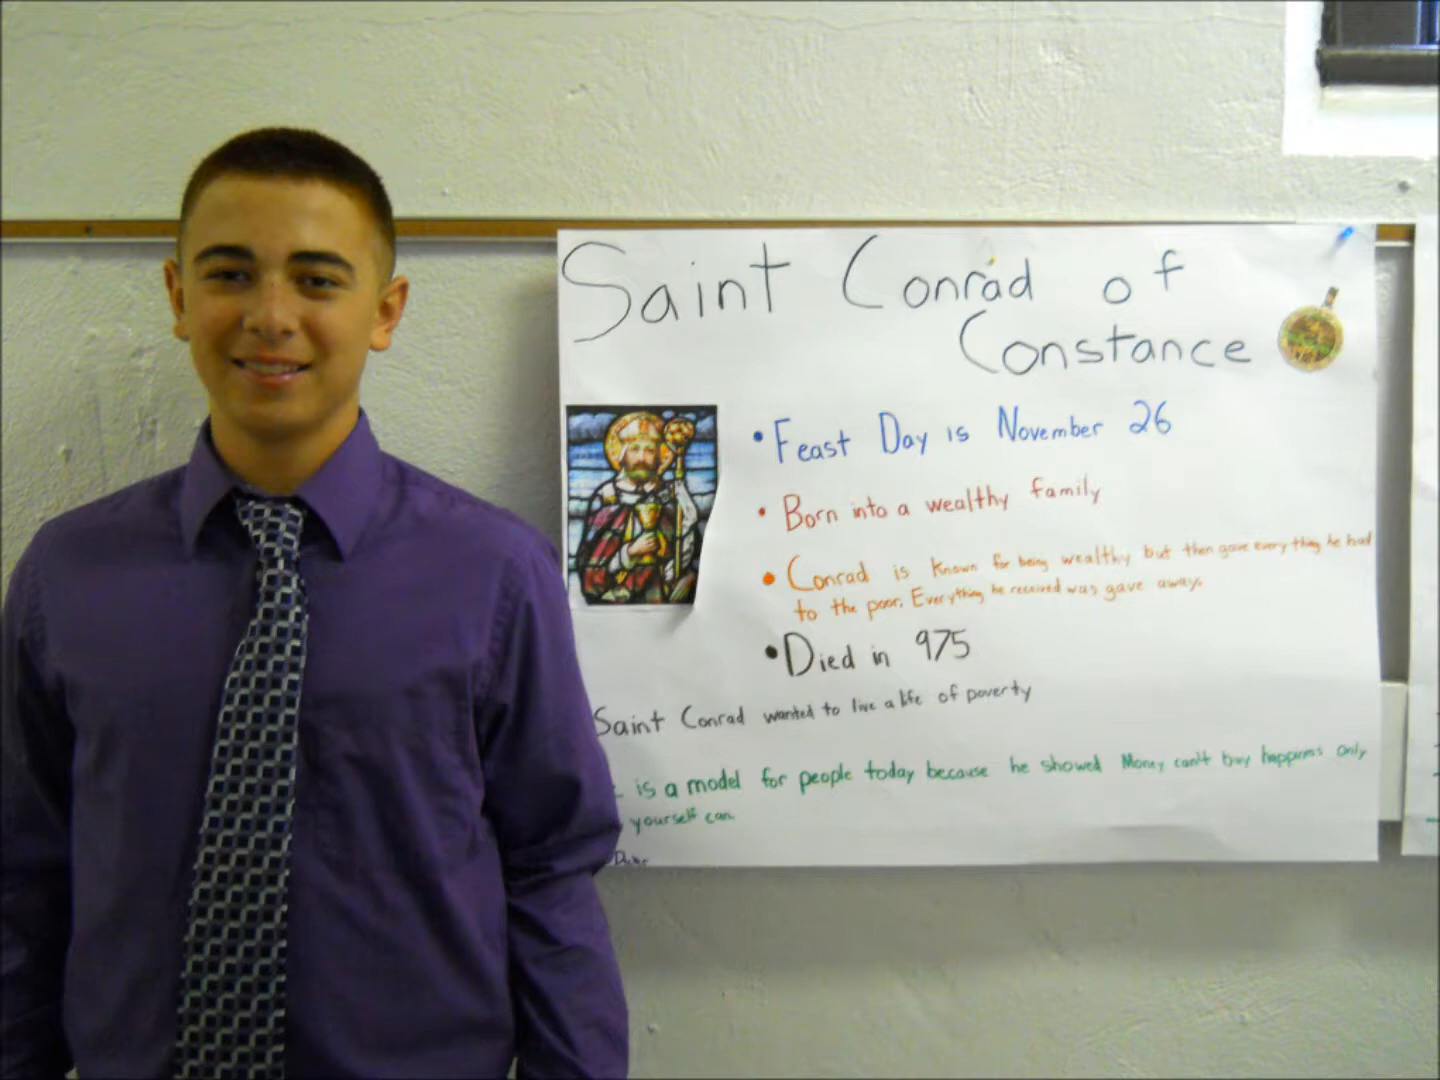 Saint Conrad of
Constance
• Feast Day is November 26
• Born into a wealthy family
• Conrad is known for being wealthy but then gave everything he had
to the poor. Everything he received was gave away.
• Died in 975
Saint Conrad wanted to live a life of poverty
is a model for people today because he showed Money can't buy happiness only
yourself can.